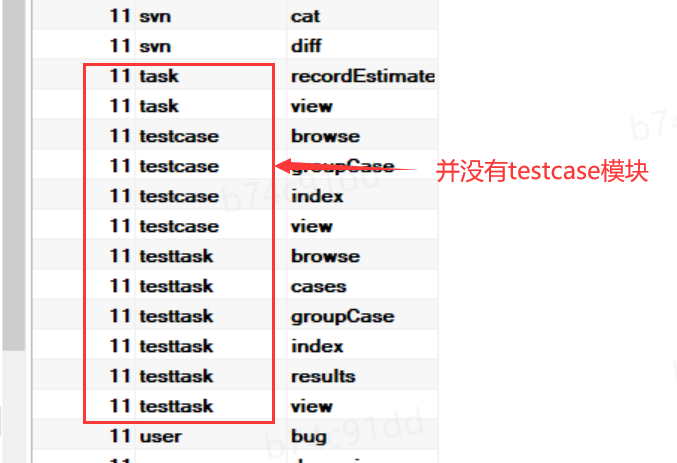 11 svn cat
11 svn diff
11 task recordEstimate
11 task view
11 testcase browse
11 testcase groupCase
并没有testcase模块
11 testcase index
11 testcase view
11 testtask browse
11 testtask cases
11 testtask groupCase
11 testtask index
11 testtask results
11 testtask view
11 user bug
b74c91dd
b74c91dd